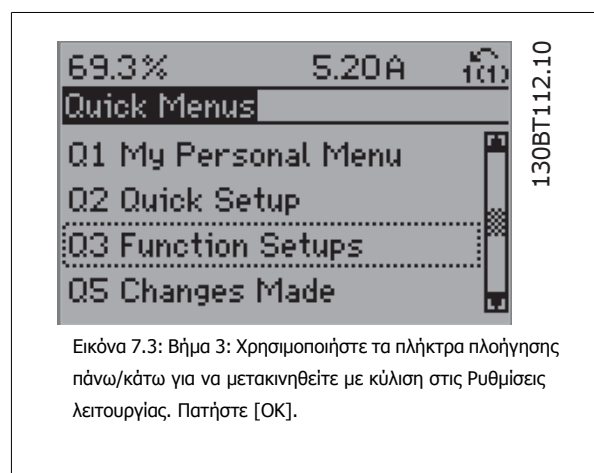 69.3% 5.20A 1(1)
Quick Menus
Q1 My Personal Menu
Q2 Quick Setup
Q3 Function Setups
Q5 Changes Made
130BT112.10
Εικόνα 7.3: Βήμα 3: Χρησιμοποιήστε τα πλήκτρα πλοήγησης
πάνω/κάτω για να μετακινηθείτε με κύλιση στις Ρυθμίσεις
λειτουργίας. Πατήστε [OK].